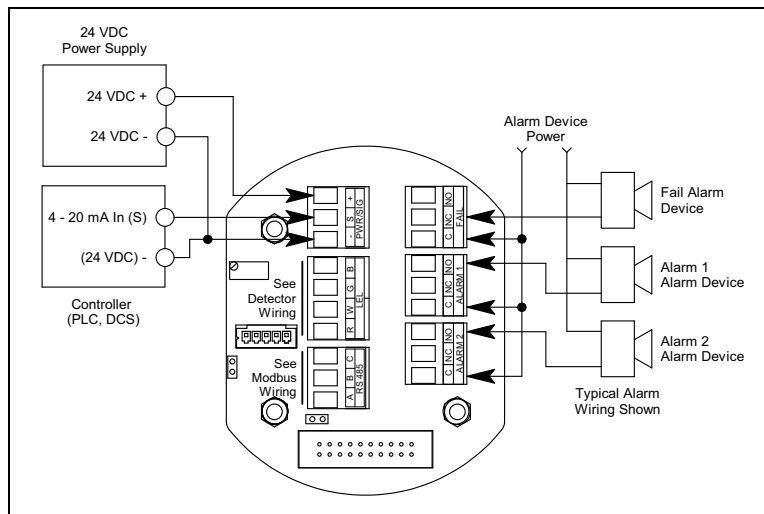 24 VDC
Power Supply
24 VDC +
24 VDC -
4 - 20 mA In (S)
(24 VDC) -
Controller
(PLC, DCS)
- S +
PWR/SIG
See
Detector
Wiring
R W G B
LEL
See
Modbus
Wiring
A B C
RS 485
C NC NO
FAIL
C NC NO
ALARM 1
C NC NO
ALARM 2
Alarm Device
Power
Fail Alarm
Device
Alarm 1
Alarm Device
Alarm 2
Alarm Device
Typical Alarm
Wiring Shown